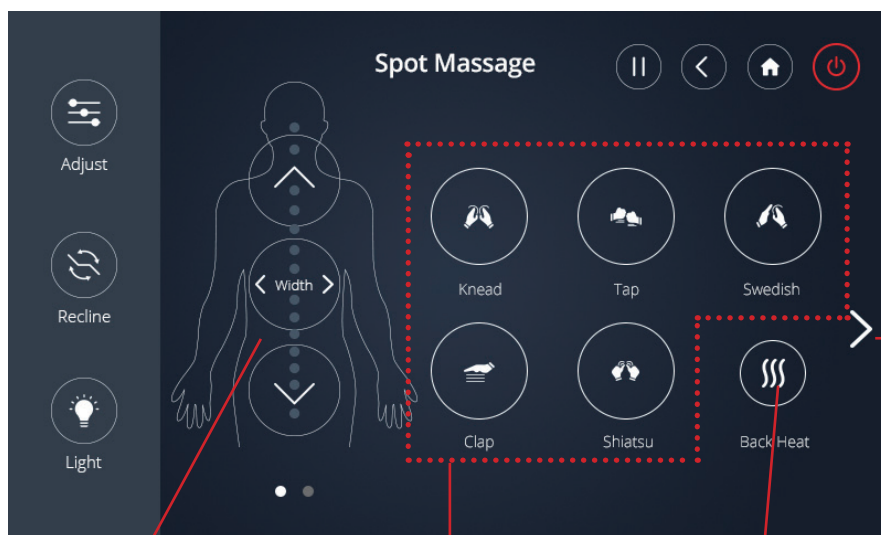 Spot Massage
Adjust
Recline
Light
Width
Knead
Tap
Swedish
Clap
Shiatsu
Back Heat